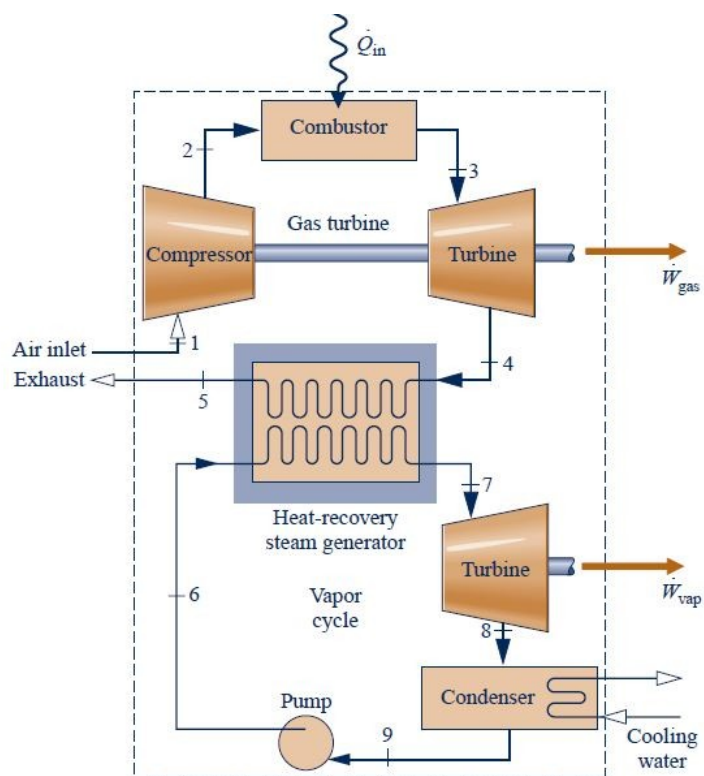 Q̇in
Combustor
2
3
Gas turbine
Compressor
Turbine
Ẇgas
1
Air inlet
4
Exhaust
5
7
Heat-recovery
steam generator
Turbine
6
Vapor
cycle
Ẇvap
8
Pump
Condenser
9
Cooling
water